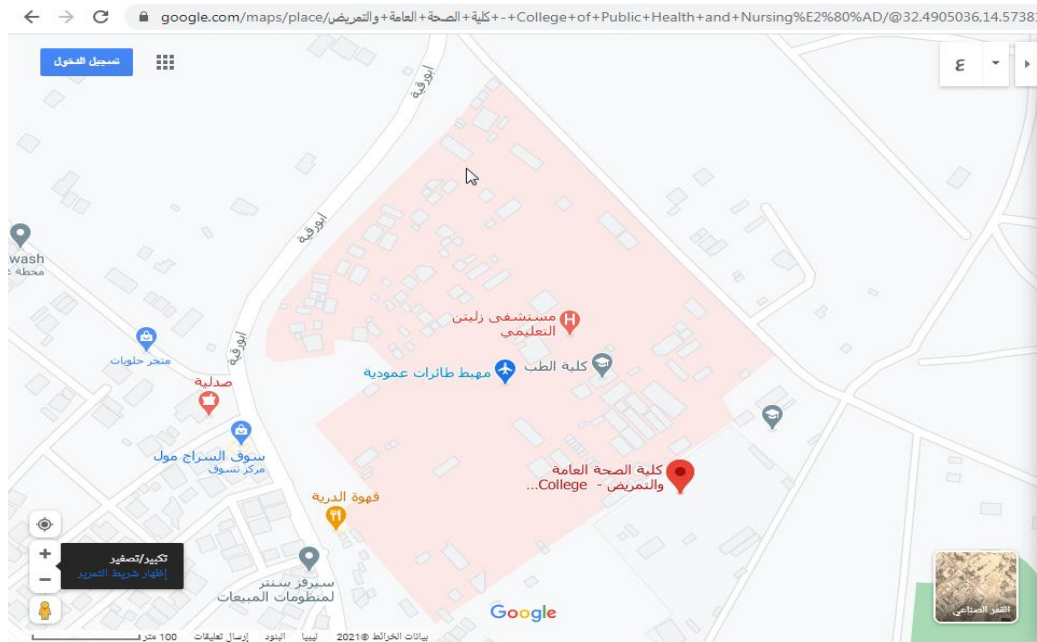 google.com/maps/place/كلية+الصحة+العامة+والتمريض+-+College+of+Public+Health+and+Nursing%E2%80%AD/@32.4905036,14.57381
تسجيل الدخول
ع
ابورقية
ابورقية
wash
محطة
مستشفى زليتن
التعليمي
ابورقية
متجر حلويات
كلية الطب
مهبط طائرات عمودية
صدلية
سوق السراج مول
مركز تسوق
كلية الصحة العامة
والتمريض - College...
قهوة الدرية
تكبير/تصغير
إظهار شريط التمرير
سيرفز سنتر
لمنظومات المبيعات
القمر الصناعي
Google
بيانات الخرائط ©2021 ليبيا البنود إرسال تعليقات 100 متر